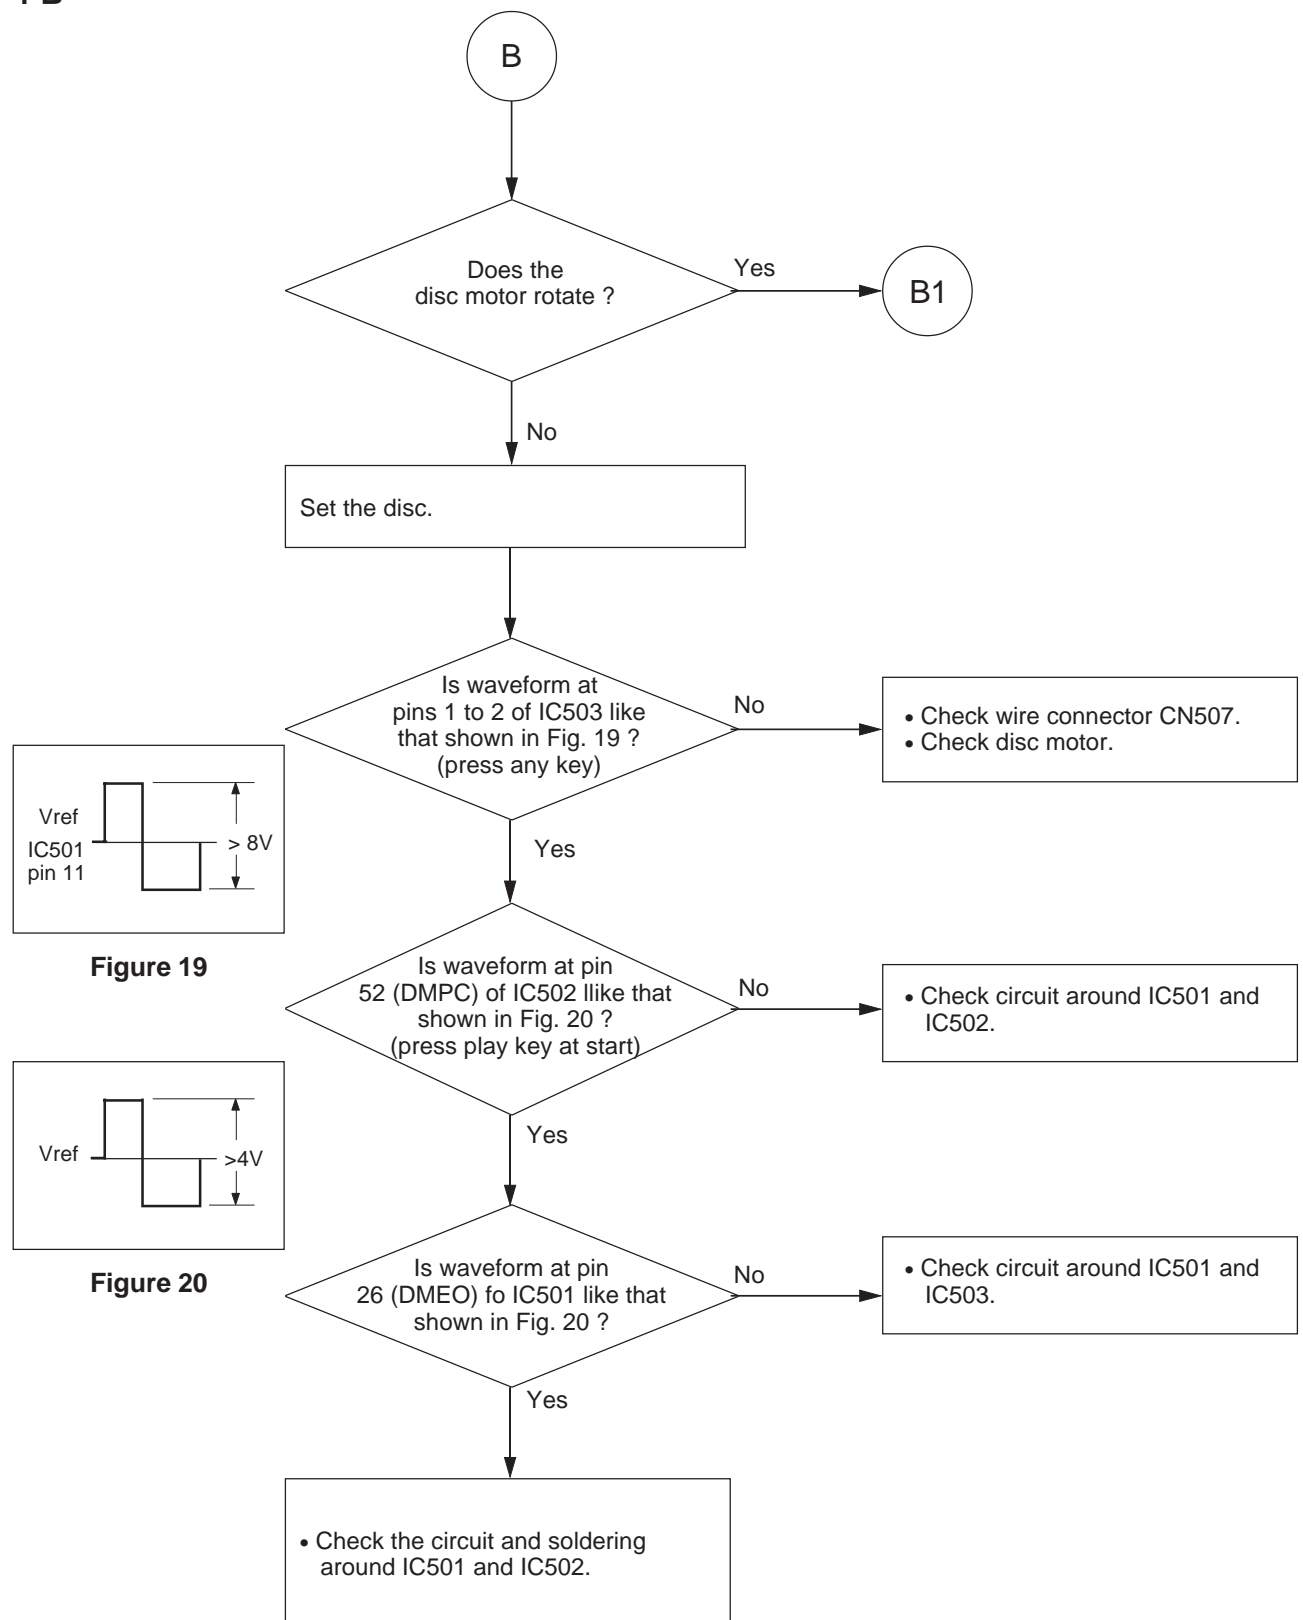 B
Does the
disc motor rotate ?
Yes
B1
No
Set the disc.
Is waveform at
pins 1 to 2 of IC503 like
that shown in Fig. 19 ?
(press any key)
No
• Check wire connector CN507.
• Check disc motor.
Vref
IC501
pin 11
> 8V
Figure 19
Yes
Is waveform at pin
52 (DMPC) of IC502 llike that
shown in Fig. 20 ?
(press play key at start)
No
• Check circuit around IC501 and
IC502.
Vref
>4V
Figure 20
Yes
Is waveform at pin
26 (DMEO) fo IC501 like that
shown in Fig. 20 ?
No
• Check circuit around IC501 and
IC503.
Yes
• Check the circuit and soldering
around IC501 and IC502.